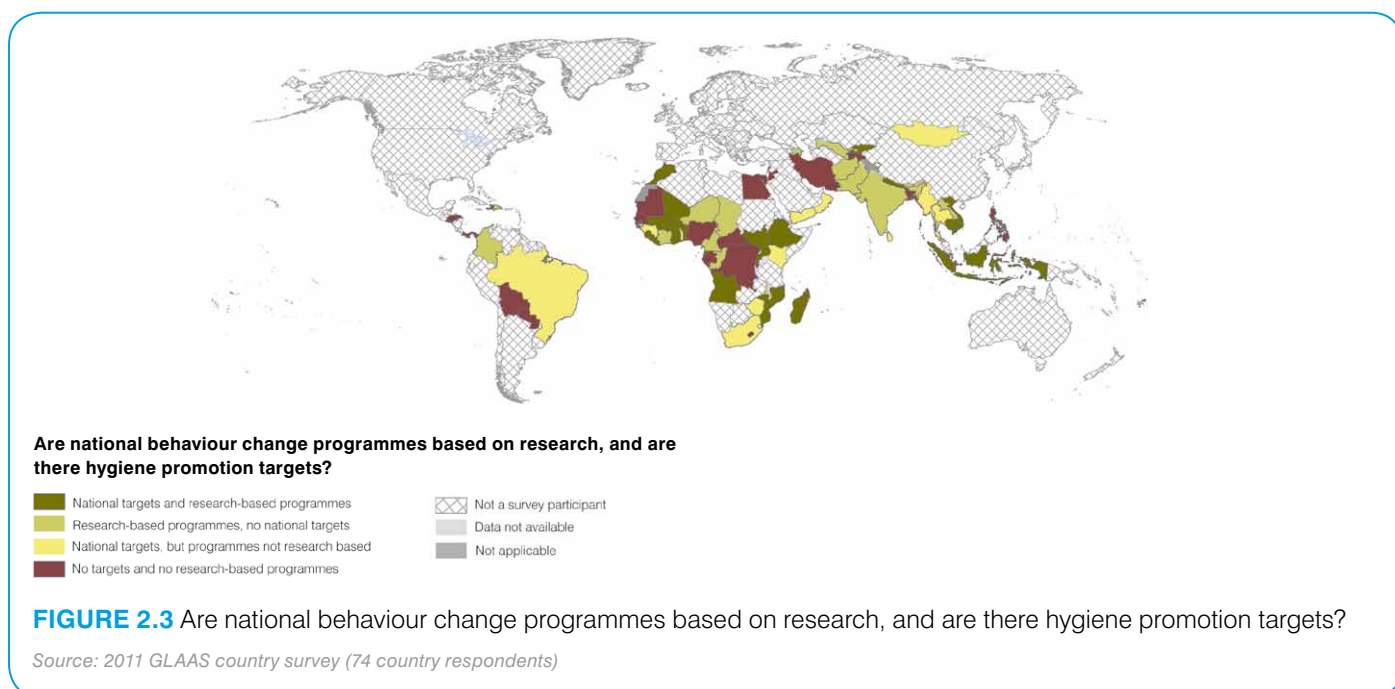 Are national behaviour change programmes based on research, and are
there hygiene promotion targets?
National targets and research-based programmes
Research-based programmes, no national targets
National targets, but programmes not research based
No targets and no research-based programmes
Not a survey participant
Data not available
Not applicable
FIGURE 2.3 Are national behaviour change programmes based on research, and are there hygiene promotion targets?
Source: 2011 GLAAS country survey (74 country respondents)